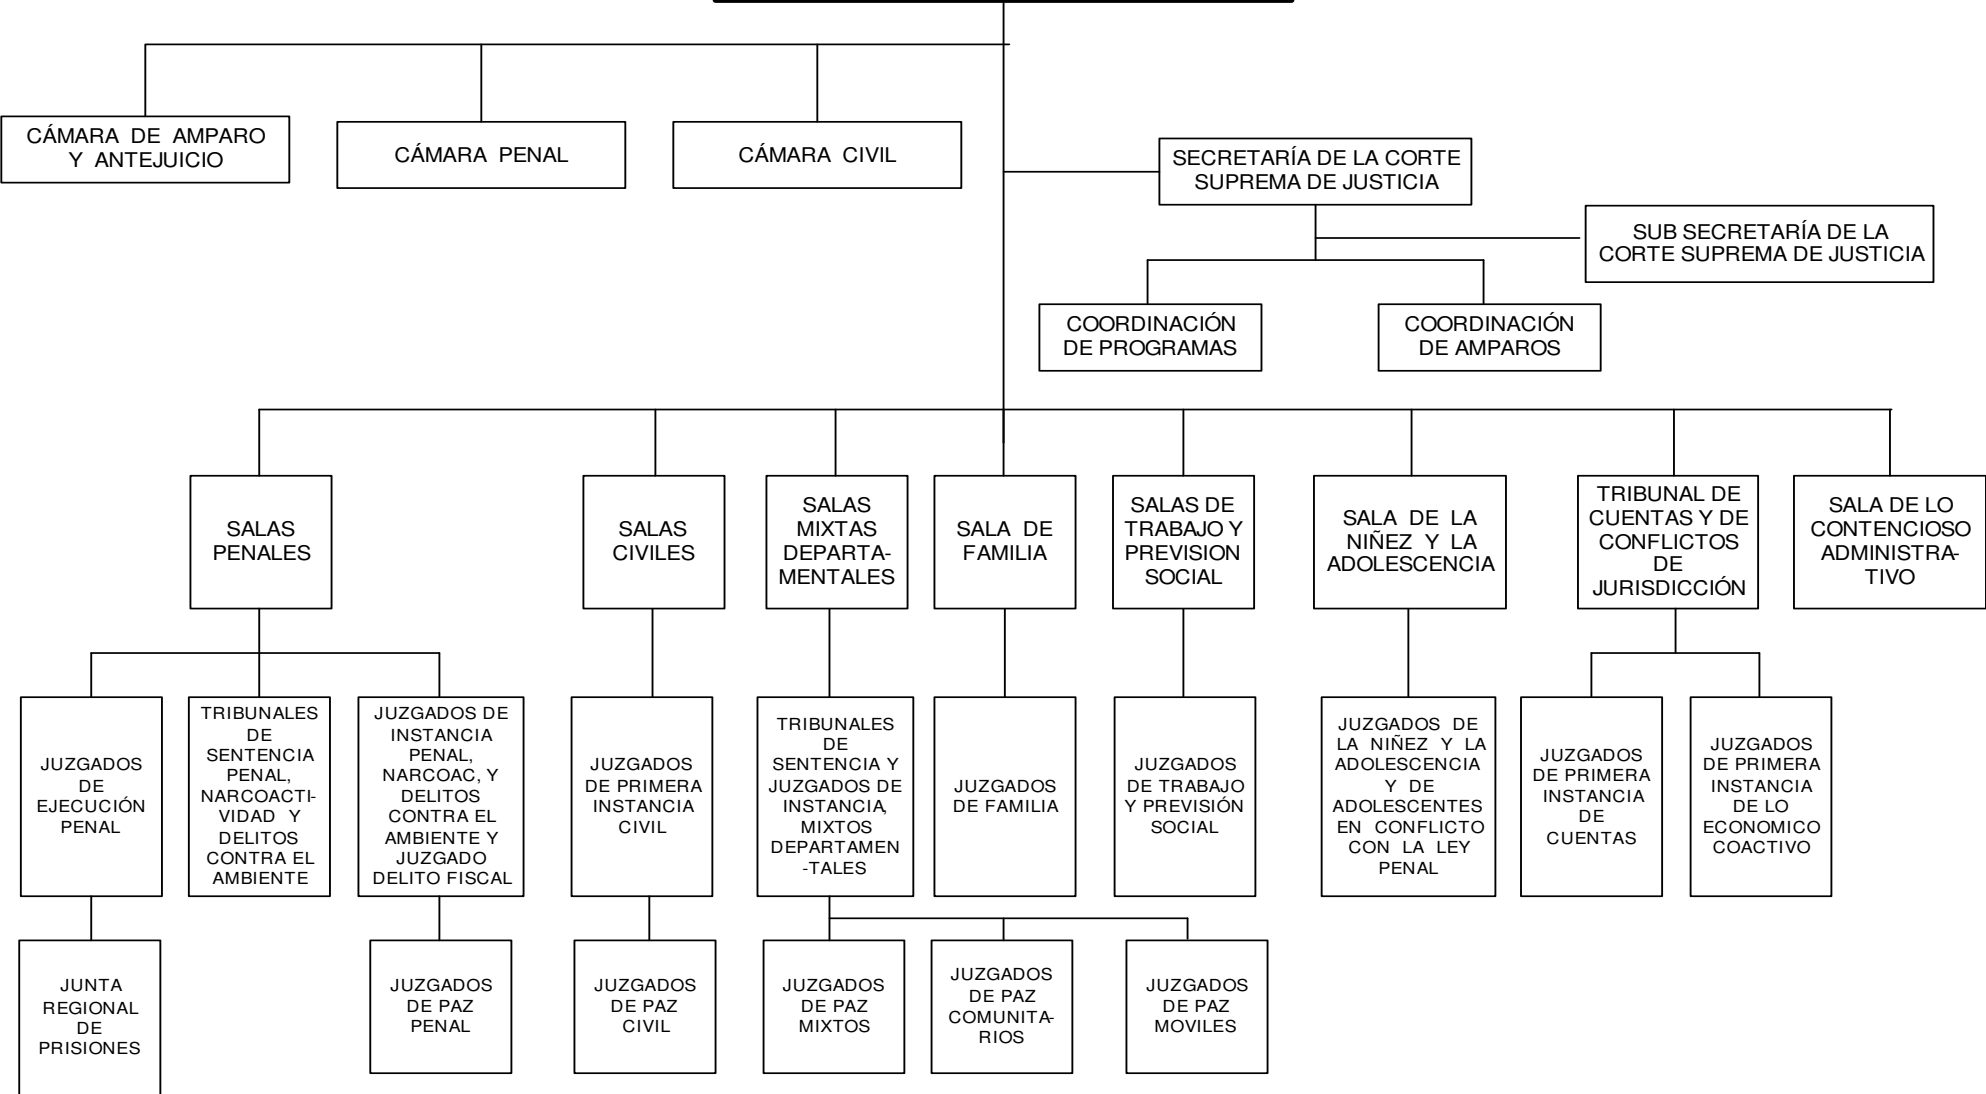 CÁMARA DE AMPARO
Y ANTEJUICIO
CÁMARA PENAL
CÁMARA CIVIL
SECRETARÍA DE LA CORTE
SUPREMA DE JUSTICIA
SUB SECRETARÍA DE LA
CORTE SUPREMA DE JUSTICIA
COORDINACIÓN
DE PROGRAMAS
COORDINACIÓN
DE AMPAROS
SALAS
PENALES
SALAS
CIVILES
SALAS
MIXTAS
DEPARTA-
MENTALES
SALA DE
FAMILIA
SALAS DE
TRABAJO Y
PREVISION
SOCIAL
SALA DE LA
NIÑEZ Y LA
ADOLESCENCIA
TRIBUNAL DE
CUENTAS Y DE
CONFLICTOS
DE
JURISDICCIÓN
SALA DE LO
CONTENCIOSO
ADMINISTRA-
TIVO
JUZGADOS
DE
EJECUCIÓN
PENAL
TRIBUNALES
DE
SENTENCIA
PENAL,
NARCOACTI-
VIDAD Y
DELITOS
CONTRA EL
AMBIENTE
JUZGADOS DE
INSTANCIA
PENAL,
NARCOAC, Y
DELITOS
CONTRA EL
AMBIENTE Y
JUZGADO
DELITO FISCAL
JUZGADOS
DE PRIMERA
INSTANCIA
CIVIL
TRIBUNALES
DE
SENTENCIA Y
JUZGADOS DE
INSTANCIA,
MIXTOS
DEPARTAMEN
-TALES
JUZGADOS
DE FAMILIA
JUZGADOS
DE TRABAJO
Y PREVISIÓN
SOCIAL
JUZGADOS DE
LA NIÑEZ Y LA
ADOLESCENCIA
Y DE
ADOLESCENTES
EN CONFLICTO
CON LA LEY
PENAL
JUZGADOS
DE PRIMERA
INSTANCIA
DE
CUENTAS
JUZGADOS
DE PRIMERA
INSTANCIA
DE LO
ECONOMICO
COACTIVO
JUNTA
REGIONAL
DE
PRISIONES
JUZGADOS
DE PAZ
PENAL
JUZGADOS
DE PAZ
CIVIL
JUZGADOS
DE PAZ
MIXTOS
JUZGADOS
DE PAZ
COMUNITA-
RIOS
JUZGADOS
DE PAZ
MOVILES